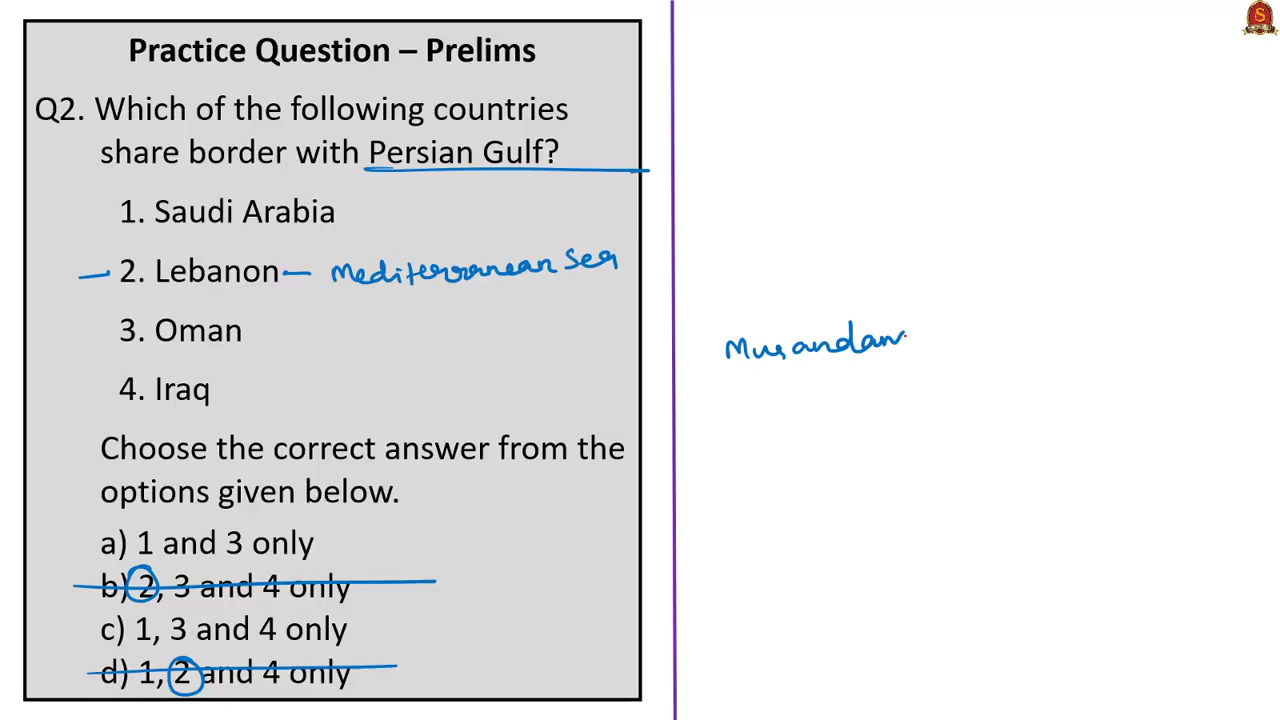 Practice Question – Prelims
Q2. Which of the following countries
share border with Persian Gulf?
1. Saudi Arabia
2. Lebanon — Mediterranean Sea
3. Oman
4. Iraq
Choose the correct answer from the
options given below.
a) 1 and 3 only
b) 2, 3 and 4 only
c) 1, 3 and 4 only
d) 1, 2 and 4 only
Musandam
S